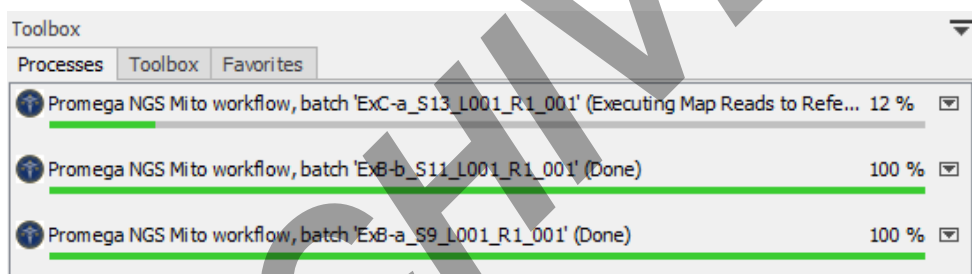 Toolbox
Processes Toolbox Favorites
Promega NGS Mito workflow, batch 'ExC-a_S13_L001_R1_001' (Executing Map Reads to Refe... 12 %
Promega NGS Mito workflow, batch 'ExB-b_S11_L001_R1_001' (Done) 100 %
Promega NGS Mito workflow, batch 'ExB-a_S9_L001_R1_001' (Done) 100 %
CHIV